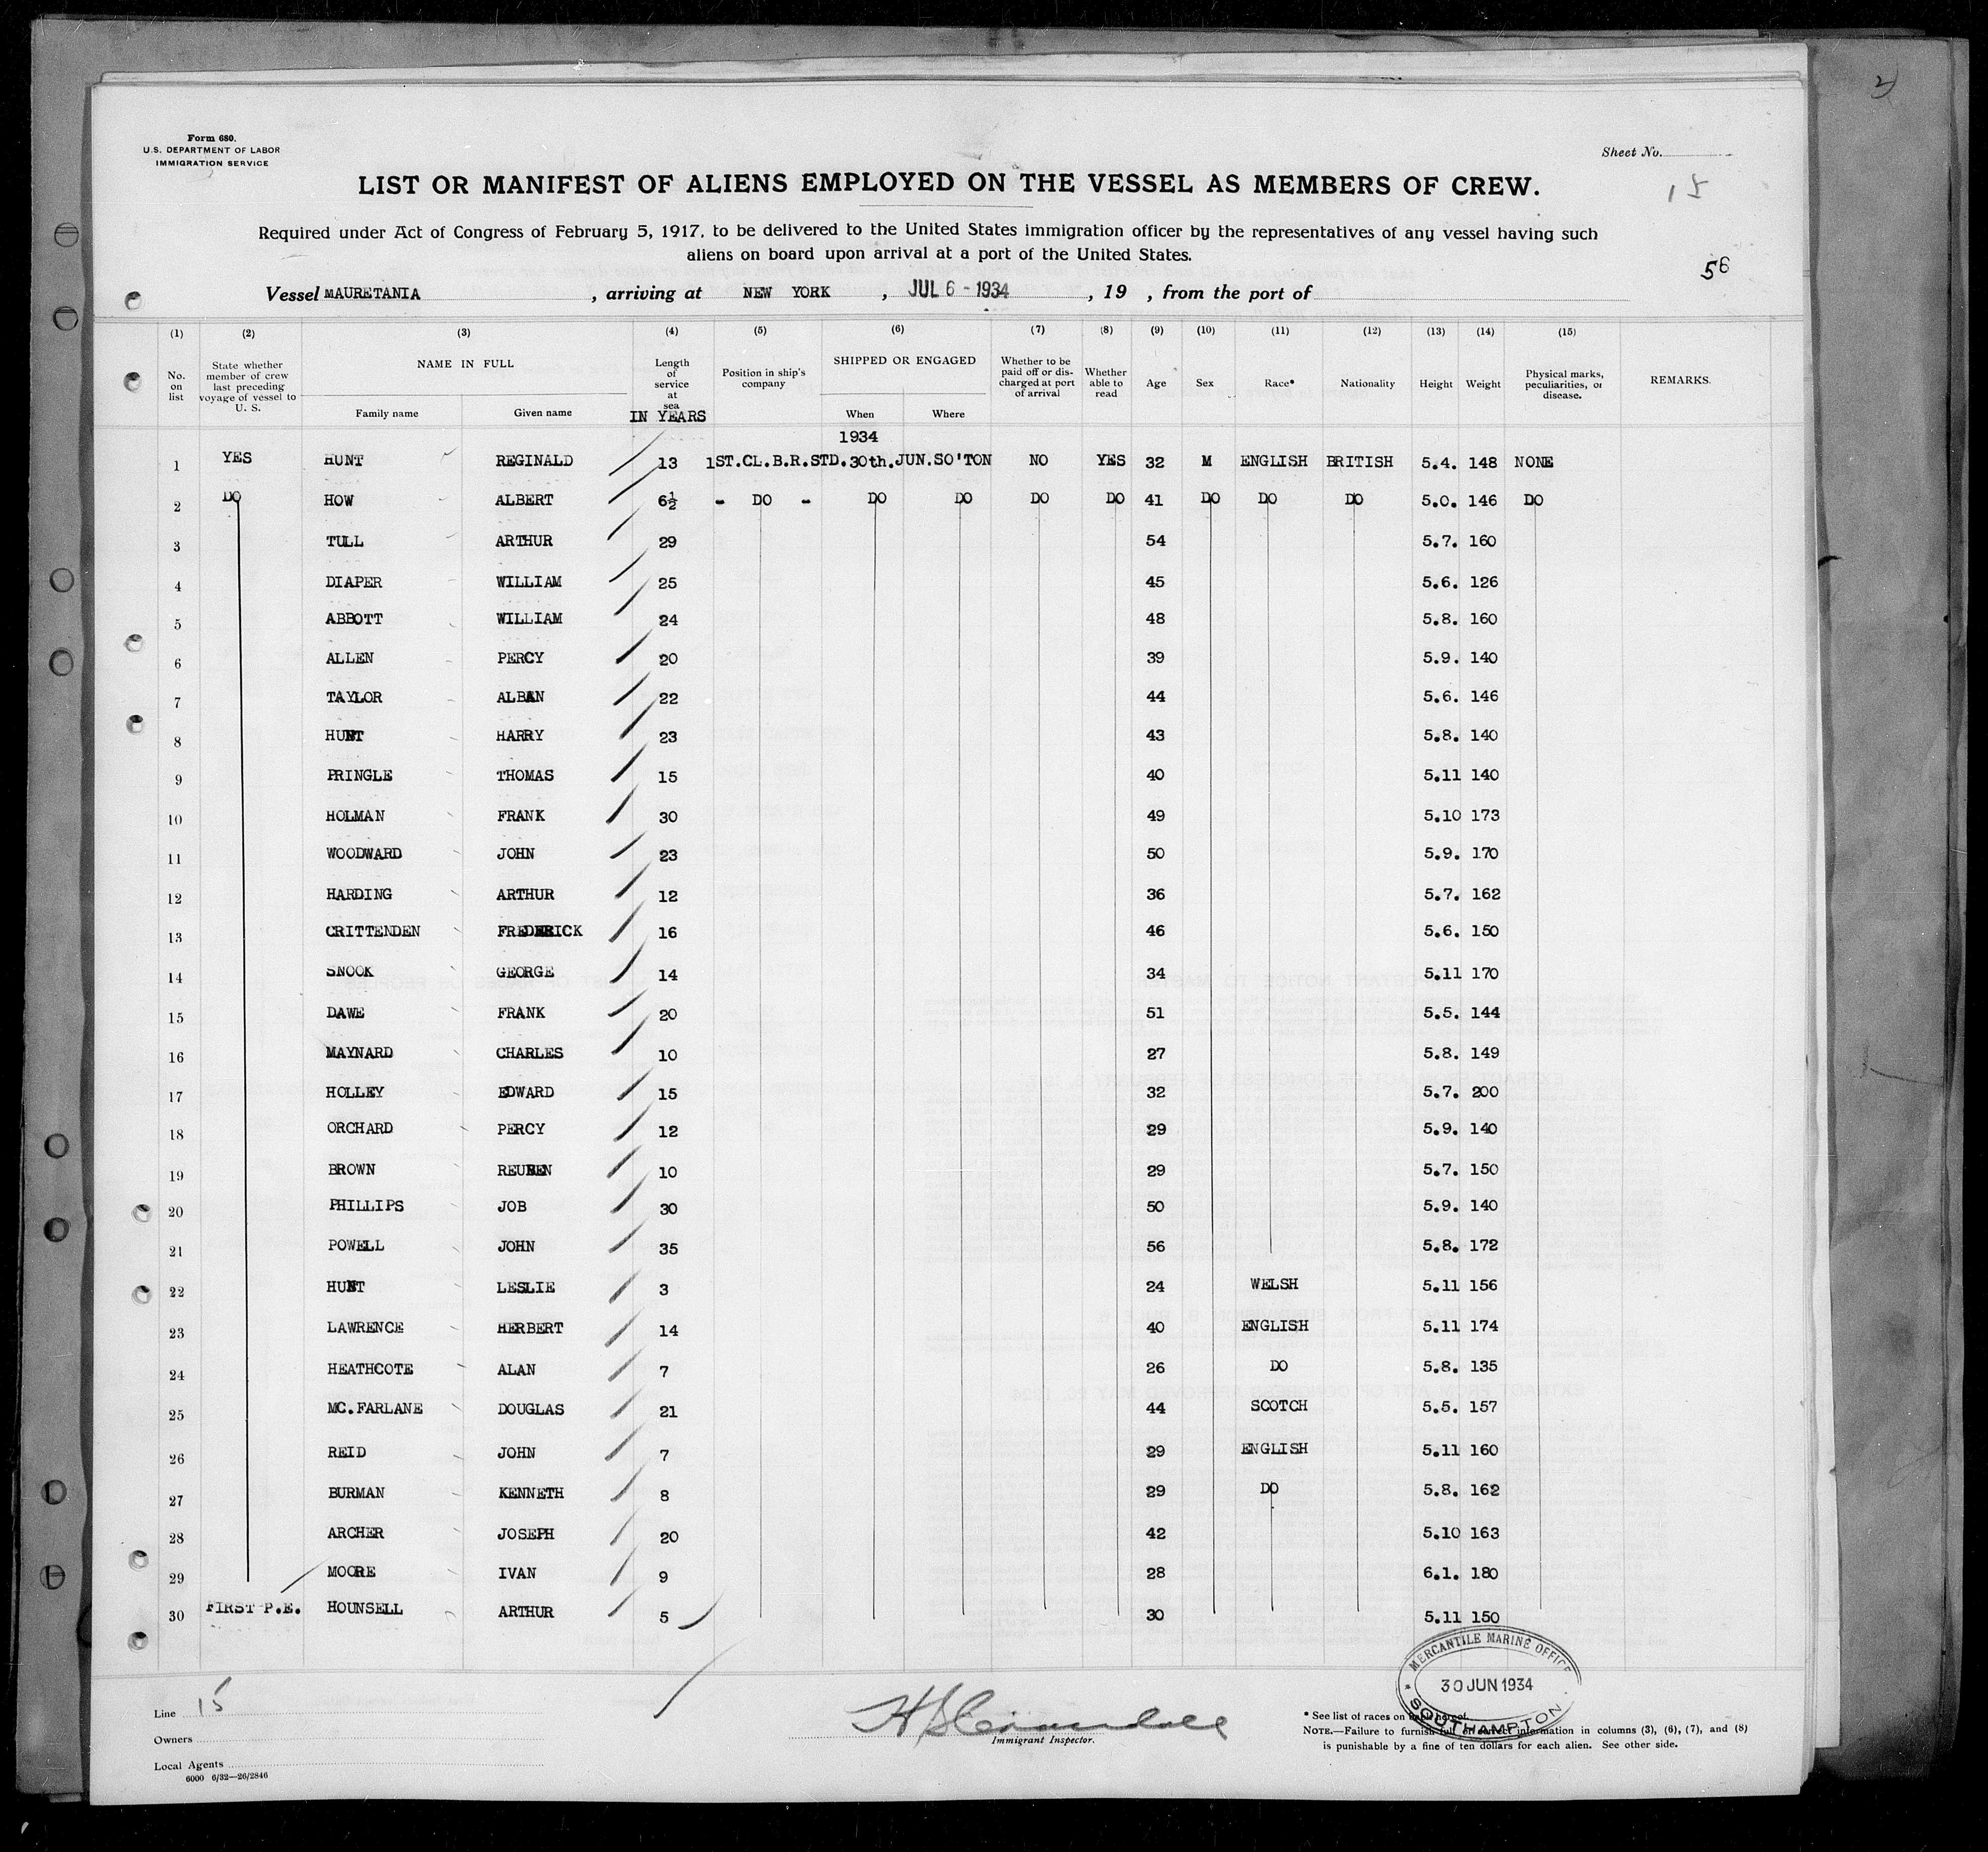 Form 680.
U.S. DEPARTMENT OF LABOR
IMMIGRATION SERVICE
Sheet No.
15
LIST OR MANIFEST OF ALIENS EMPLOYED ON THE VESSEL AS MEMBERS OF CREW.
Required under Act of Congress of February 5, 1917, to be delivered to the United States immigration officer by the representatives of any vessel having such
aliens on board upon arrival at a port of the United States.
56
Vessel MAURETANIA, arriving at NEW YORK, JUL 6 - 1934, 19 , from the port of
(1) (2) (3) (4) (5) (6) (7) (8) (9) (10) (11) (12) (13) (14) (15)
No. on list
State whether member of crew last preceding voyage of vessel to U. S.
NAME IN FULL
Family name Given name
Length of service at sea
IN YEARS
Position in ship's company
SHIPPED OR ENGAGED
When Where
Whether to be paid off or discharged at port of arrival
Whether able to read
Age Sex Race* Nationality Height Weight
Physical marks, peculiarities, or disease.
REMARKS.
1934
1 YES HUNT REGINALD 13 1ST.CL.B.R.STD. 30th.JUN. SO'TON NO YES 32 M ENGLISH BRITISH 5.4. 148 NONE
2 DO HOW ALBERT 6½ - DO - DO DO DO DO 41 DO DO DO 5.0. 146 DO
3 TULL ARTHUR 29 54 5.7. 160
4 DIAPER WILLIAM 25 45 5.6. 126
5 ABBOTT WILLIAM 24 48 5.8. 160
6 ALLEN PERCY 20 39 5.9. 140
7 TAYLOR ALBAN 22 44 5.6. 146
8 HUNT HARRY 23 43 5.8. 140
9 PRINGLE THOMAS 15 40 5.11 140
10 HOLMAN FRANK 30 49 5.10 173
11 WOODWARD JOHN 23 50 5.9. 170
12 HARDING ARTHUR 12 36 5.7. 162
13 CRITTENDEN FREDERICK 16 46 5.6. 150
14 SNOOK GEORGE 14 34 5.11 170
15 DAWE FRANK 20 51 5.5. 144
16 MAYNARD CHARLES 10 27 5.8. 149
17 HOLLEY EDWARD 15 32 5.7. 200
18 ORCHARD PERCY 12 29 5.9. 140
19 BROWN REUBEN 10 29 5.7. 150
20 PHILLIPS JOB 30 50 5.9. 140
21 POWELL JOHN 35 56 5.8. 172
22 HUNT LESLIE 3 24 WELSH 5.11 156
23 LAWRENCE HERBERT 14 40 ENGLISH 5.11 174
24 HEATHCOTE ALAN 7 26 DO 5.8. 135
25 MC.FARLANE DOUGLAS 21 44 SCOTCH 5.5. 157
26 REID JOHN 7 29 ENGLISH 5.11 160
27 BURMAN KENNETH 8 29 DO 5.8. 162
28 ARCHER JOSEPH 20 42 5.10 163
29 MOORE IVAN 9 28 6.1. 180
30 FIRST P.E. HOUNSELL ARTHUR 5 30 5.11 150
MERCANTILE MARINE OFFICE
30 JUN 1934
SOUTHAMPTON
Line 15
Owners
Local Agents
6000 6/32—26/2846
Immigrant Inspector.
* See list of races on back hereof.
NOTE.—Failure to furnish full or correct information in columns (3), (6), (7), and (8)
is punishable by a fine of ten dollars for each alien. See other side.